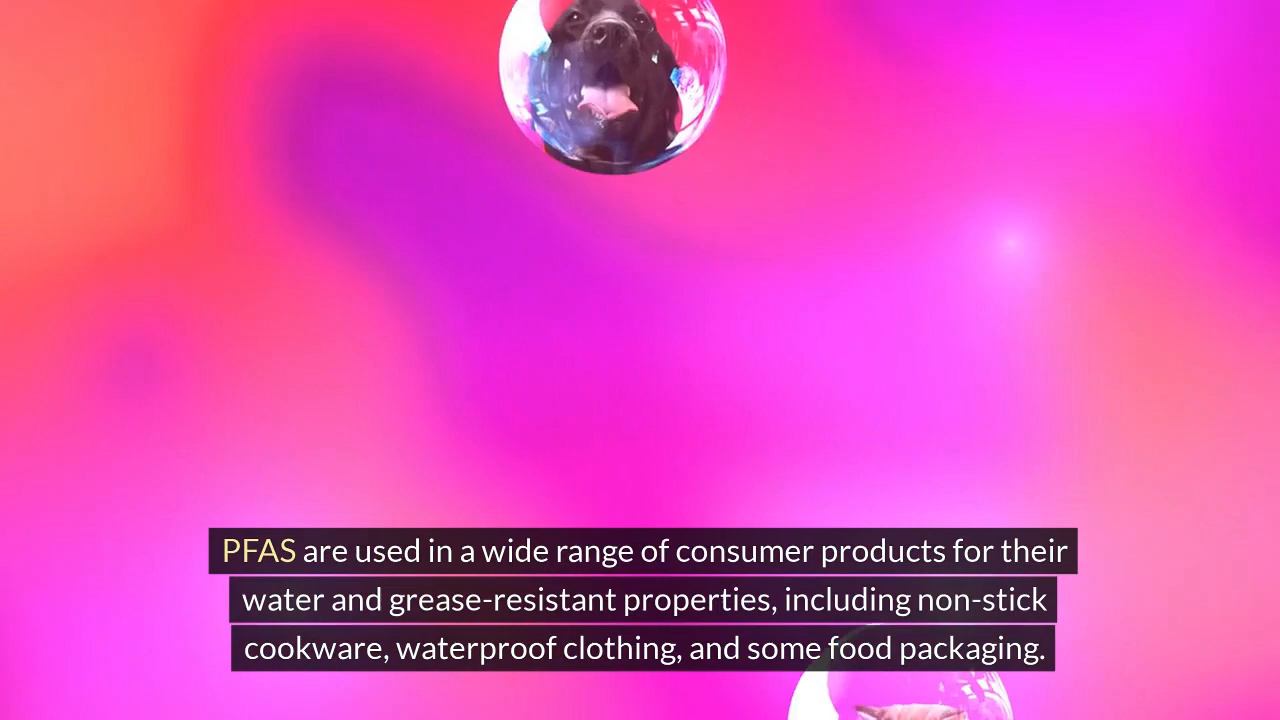 PFAS are used in a wide range of consumer products for their
water and grease-resistant properties, including non-stick
cookware, waterproof clothing, and some food packaging.